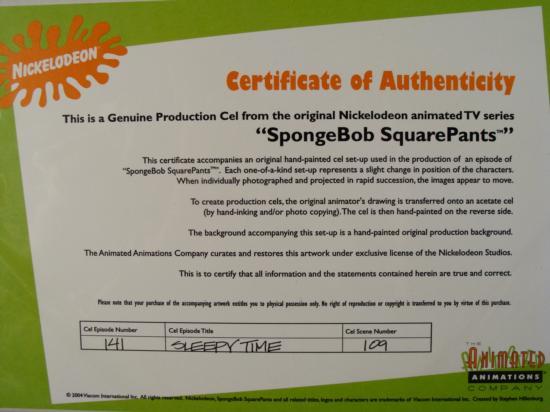 NICKELODEON
Certificate of Authenticity
This is a Genuine Production Cel from the original Nickelodeon animated TV series
“SpongeBob SquarePants™”
This certificate accompanies an original hand-painted cel set-up used in the production of an episode of
“SpongeBob SquarePants™”. Each one-of-a-kind set-up represents a slight change in position of the characters.
When individually photographed and projected in rapid succession, the images appear to move.
To create production cels, the original animator's drawing is transferred onto an acetate cel
(by hand-inking and/or photo copying). The cel is then hand-painted on the reverse side.
The background accompanying this set-up is a hand-painted original production background.
The Animated Animations Company curates and restores this artwork under exclusive license of the Nickelodeon Studios.
This is to certify that all information and the statements contained herein are true and correct.
Please note that your purchase of the accompanying artwork entitles you to physical possession only. No right of reproduction or copyright is transferred to you by virtue of this purchase.
Cel Episode Number Cel Episode Title Cel Scene Number
141 SLEEPY TIME 109
THE
ANIMATED
ANIMATIONS
COMPANY
© 2004 Viacom International Inc. All rights reserved. Nickelodeon, SpongeBob SquarePants and all related titles, logos and characters are trademarks of Viacom International Inc. Created by Stephen Hillenburg